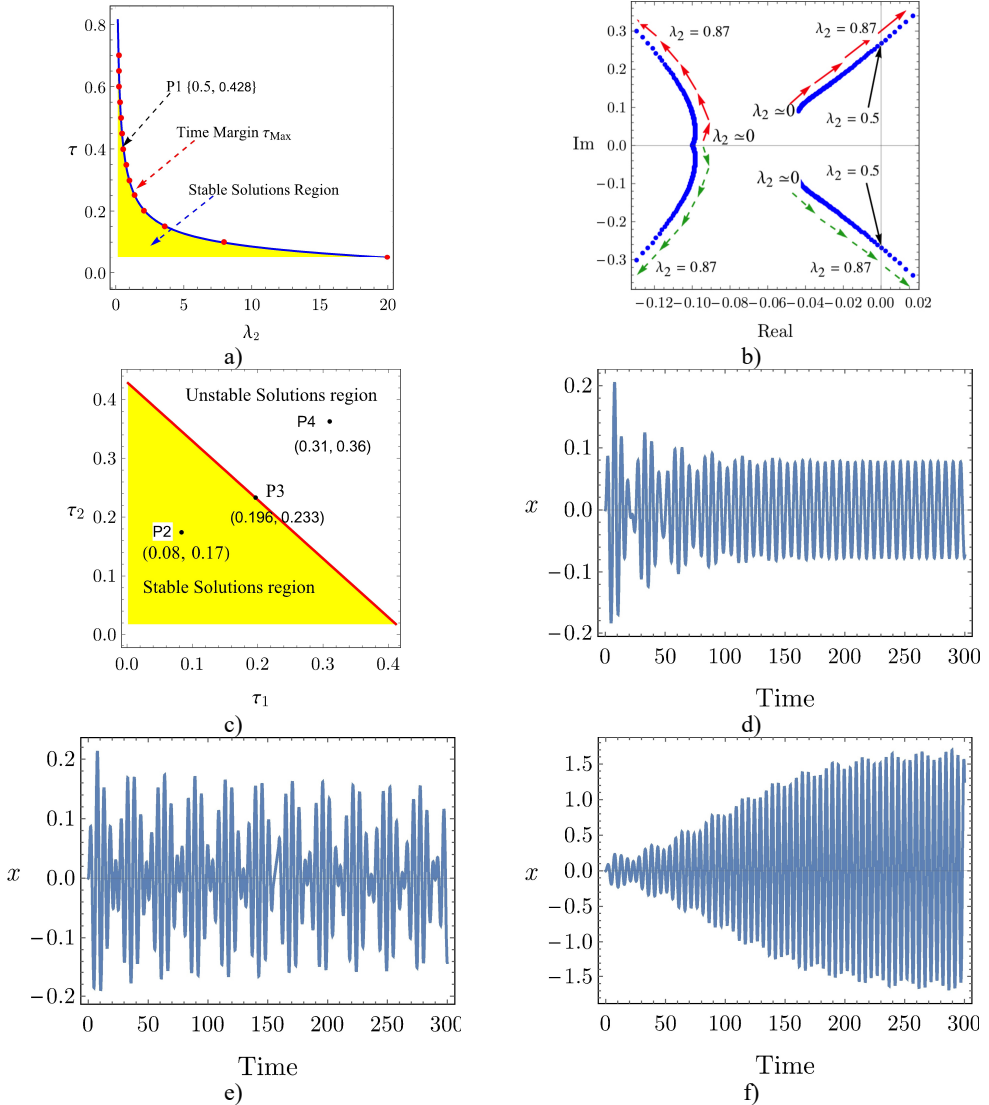 0.8
0.6
P1 {0.5, 0.428}
τ
0.4
Time Margin τMax
Stable Solutions Region
0.2
0.0
0 5 10 15 20
λ2
a)
λ2 = 0.87
λ2 = 0.87
0.3
0.2
0.1
λ2 ≃0
λ2 ≃0
λ2 = 0.5
Im
0.0
-0.1
λ2 ≃0
λ2 = 0.5
-0.2
-0.3
λ2 = 0.87
λ2 = 0.87
-0.12 -0.10 -0.08 -0.06 -0.04 -0.02 0.00 0.02
Real
b)
0.4
Unstable Solutions region
P4
(0.31, 0.36)
0.3
P3
τ2
(0.196, 0.233)
0.2
P2
(0.08, 0.17)
0.1
Stable Solutions region
0.0
0.0 0.1 0.2 0.3 0.4
τ1
c)
0.2
0.1
x
0.0
-0.1
-0.2
0 50 100 150 200 250 300
Time
d)
0.2
0.1
x
0.0
-0.1
-0.2
0 50 100 150 200 250 300
Time
e)
1.5
1.0
0.5
x
0.0
-0.5
-1.0
-1.5
0 50 100 150 200 250 300
Time
f)